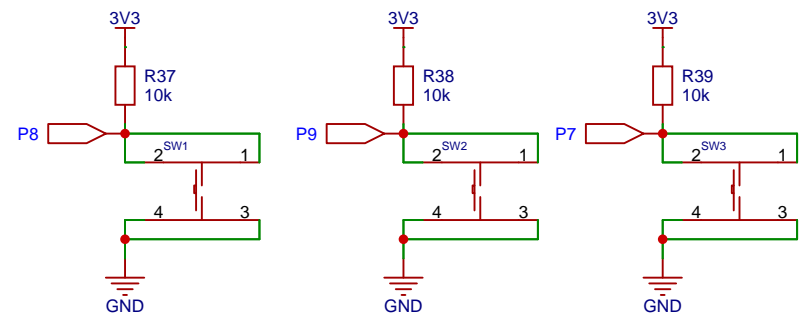 3V3 3V3 3V3
R37 R38 R39
10k 10k 10k
P8 P9 P7
SW1 SW2 SW3
2 1 2 1 2 1
4 3 4 3 4 3
GND GND GND